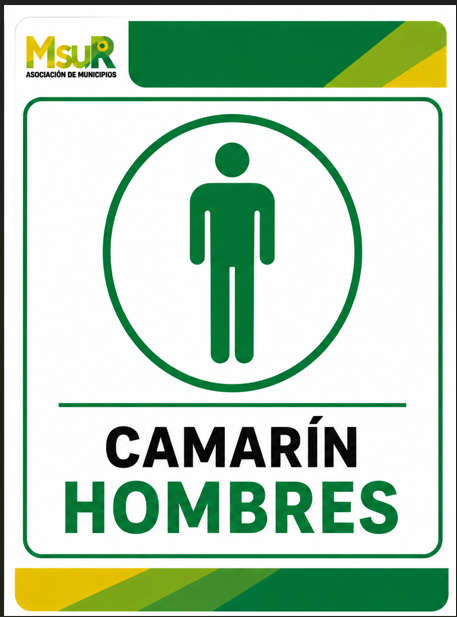 MsuR
ASOCIACIÓN DE MUNICIPIOS
CAMARÍN
HOMBRES